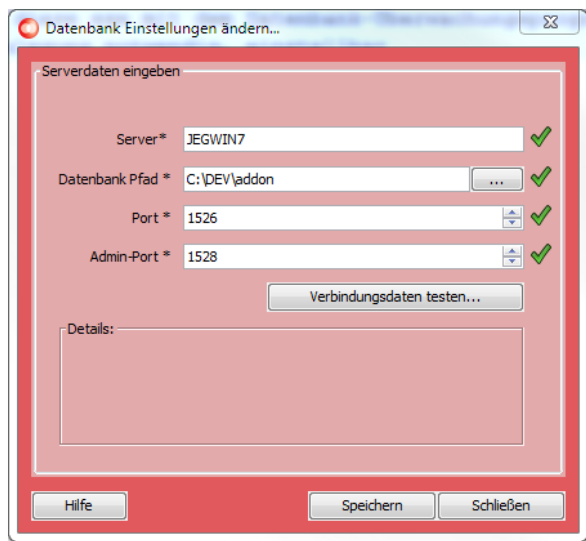 Datenbank Einstellungen ändern...
Serverdaten eingeben
Server*
JEGWIN7
Datenbank Pfad *
C:\DEV\addon
...
Port *
1526
Admin-Port *
1528
Verbindungsdaten testen...
Details:
Hilfe
Speichern
Schließen